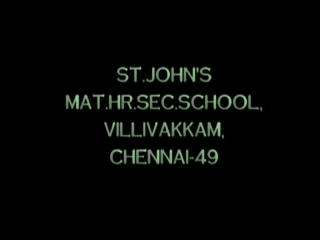 ST.JOHN'S
MAT.HR.SEC.SCHOOL,
VILLIVAKKAM,
CHENNAI-49